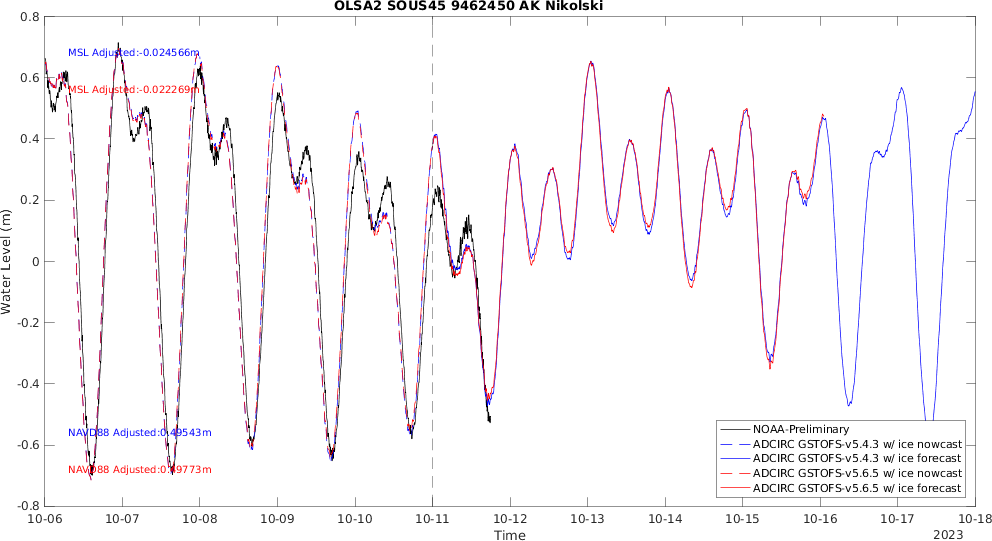 OLSA2 SOUS45 9462450 AK Nikolski
MSL Adjusted:-0.024566m
MSL Adjusted:-0.022269m
NAVD88 Adjusted:0.49543m
NAVD88 Adjusted:0.49773m
Water Level (m)
0.8
0.6
0.4
0.2
0
-0.2
-0.4
-0.6
-0.8
NOAA-Preliminary
ADCIRC GSTOFS-v5.4.3 w/ ice nowcast
ADCIRC GSTOFS-v5.4.3 w/ ice forecast
ADCIRC GSTOFS-v5.6.5 w/ ice nowcast
ADCIRC GSTOFS-v5.6.5 w/ ice forecast
10-06 10-07 10-08 10-09 10-10 10-11 10-12 10-13 10-14 10-15 10-16 10-17 10-18
Time
2023